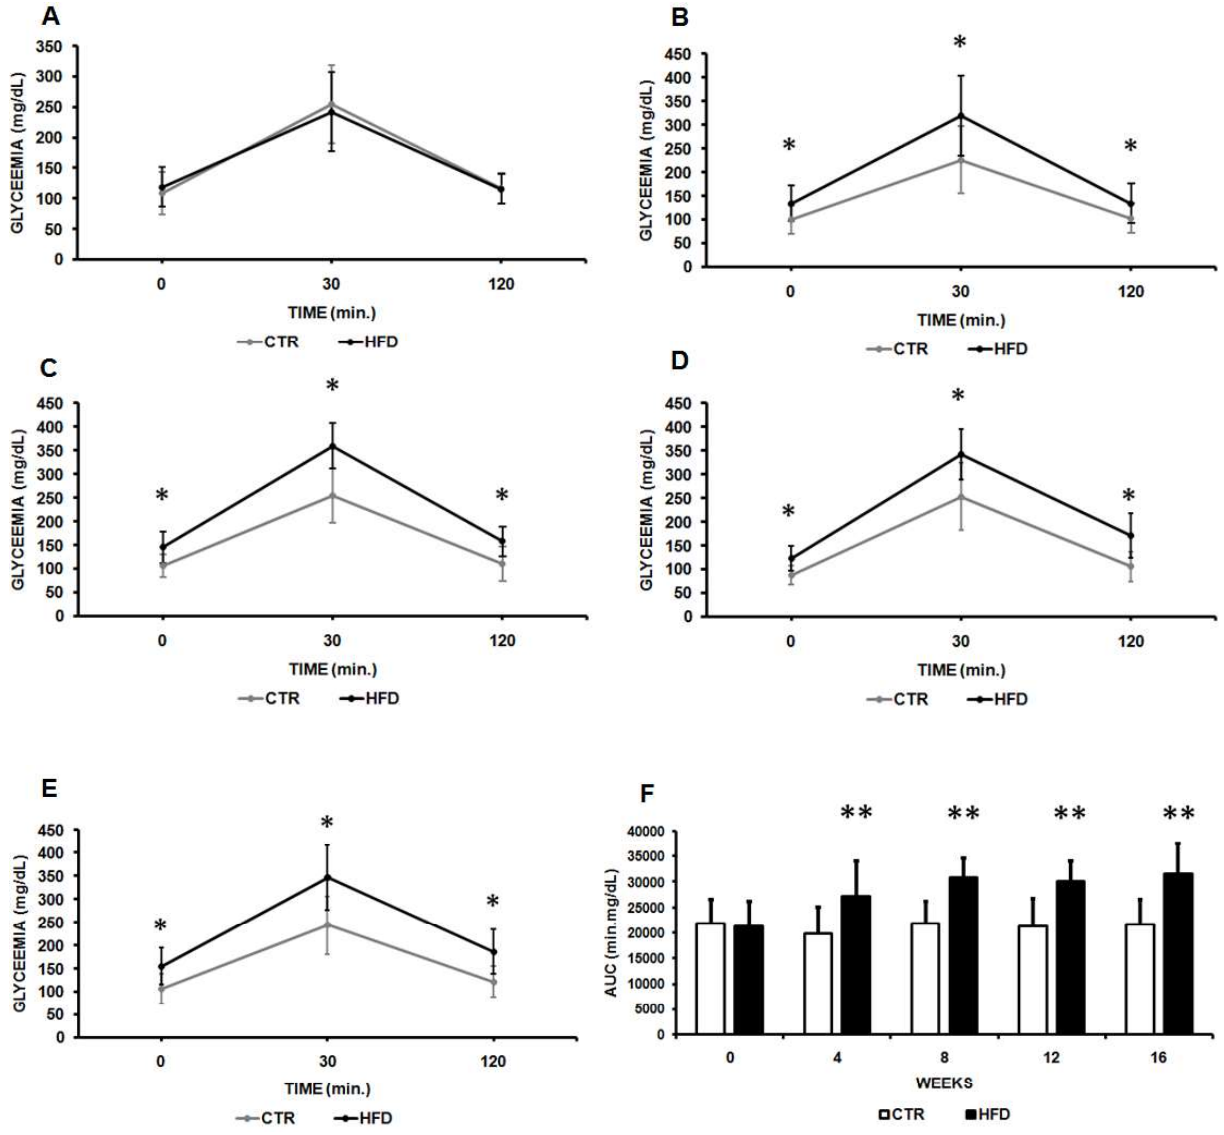 A
GLYCEEMIA (mg/dL)
350
300
250
200
150
100
50
0
0 30 120
TIME (min.)
CTR HFD
B
GLYCEEMIA (mg/dL)
450
400
350
300
250
200
150
100
50
0
* * *
0 30 120
TIME (min.)
CTR HFD
C
GLYCEEMIA (mg/dL)
450
400
350
300
250
200
150
100
50
0
* * *
0 30 120
TIME (min.)
CTR HFD
D
GLYCEEMIA (mg/dL)
450
400
350
300
250
200
150
100
50
0
* * *
0 30 120
TIME (min.)
CTR HFD
E
GLYCEEMIA (mg/dL)
450
400
350
300
250
200
150
100
50
0
* * *
0 30 120
TIME (min.)
CTR HFD
F
AUC (min.mg/dL)
40000
35000
30000
25000
20000
15000
10000
5000
0
** ** ** **
0 4 8 12 16
WEEKS
CTR HFD